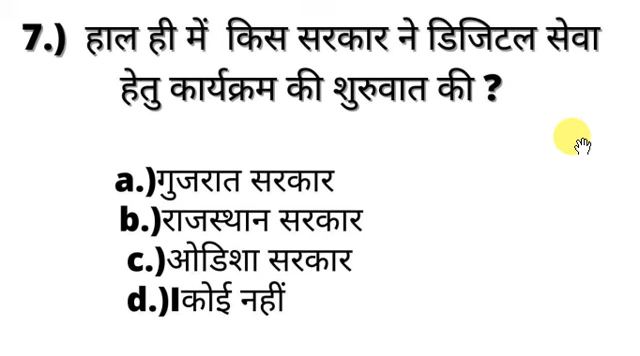 7.) हाल ही में किस सरकार ने डिजिटल सेवा
हेतु कार्यक्रम की शुरुवात की ?
a.)गुजरात सरकार
b.)राजस्थान सरकार
c.)ओडिशा सरकार
d.)Iकोई नहीं